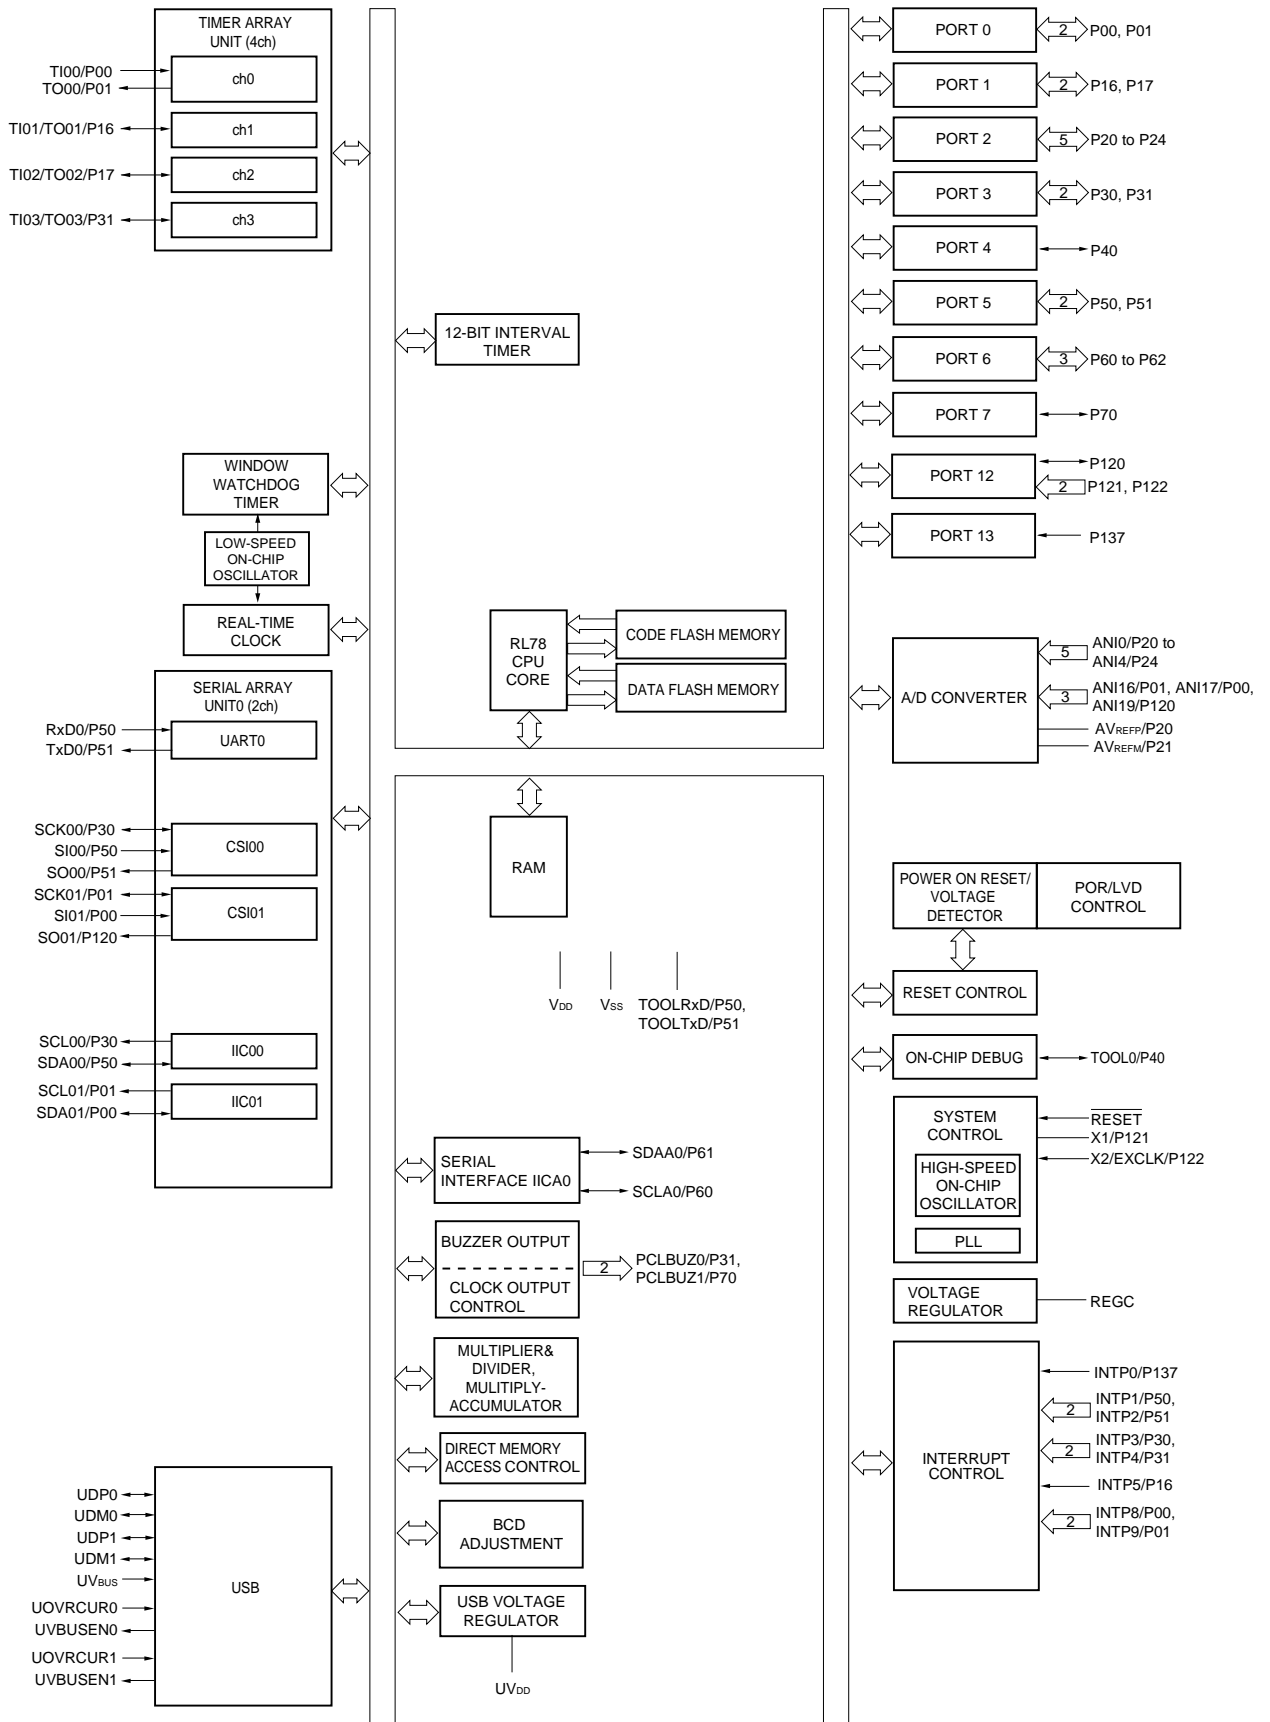 TIMER ARRAY
UNIT (4ch)
TI00/P00
TO00/P01
ch0
TI01/TO01/P16
ch1
TI02/TO02/P17
ch2
TI03/TO03/P31
ch3
12-BIT INTERVAL
TIMER
WINDOW
WATCHDOG
TIMER
LOW-SPEED
ON-CHIP
OSCILLATOR
REAL-TIME
CLOCK
SERIAL ARRAY
UNIT0 (2ch)
RxD0/P50
TxD0/P51
UART0
SCK00/P30
SI00/P50
SO00/P51
CSI00
SCK01/P01
SI01/P00
SO01/P120
CSI01
SCL00/P30
SDA00/P50
IIC00
SCL01/P01
SDA01/P00
IIC01
UDP0
UDM0
UDP1
UDM1
UVBUS
UOVRCUR0
UVBUSEN0
UOVRCUR1
UVBUSEN1
USB
RL78
CPU
CORE
CODE FLASH MEMORY
DATA FLASH MEMORY
RAM
VDD
VSS
TOOLRxD/P50,
TOOLTxD/P51
SERIAL
INTERFACE IICA0
SDAA0/P61
SCLA0/P60
BUZZER OUTPUT
CLOCK OUTPUT
CONTROL
2
PCLBUZ0/P31,
PCLBUZ1/P70
MULTIPLIER&
DIVIDER,
MULITIPLY-
ACCUMULATOR
DIRECT MEMORY
ACCESS CONTROL
BCD
ADJUSTMENT
USB VOLTAGE
REGULATOR
UVDD
PORT 0
2
P00, P01
PORT 1
2
P16, P17
PORT 2
5
P20 to P24
PORT 3
2
P30, P31
PORT 4
P40
PORT 5
2
P50, P51
PORT 6
3
P60 to P62
PORT 7
P70
PORT 12
P120
2
P121, P122
PORT 13
P137
A/D CONVERTER
5
ANI0/P20 to
ANI4/P24
3
ANI16/P01, ANI17/P00,
ANI19/P120
AVREFP/P20
AVREFM/P21
POWER ON RESET/
VOLTAGE
DETECTOR
POR/LVD
CONTROL
RESET CONTROL
ON-CHIP DEBUG
TOOL0/P40
SYSTEM
CONTROL
RESET
X1/P121
X2/EXCLK/P122
HIGH-SPEED
ON-CHIP
OSCILLATOR
PLL
VOLTAGE
REGULATOR
REGC
INTERRUPT
CONTROL
INTP0/P137
2
INTP1/P50,
INTP2/P51
2
INTP3/P30,
INTP4/P31
INTP5/P16
2
INTP8/P00,
INTP9/P01